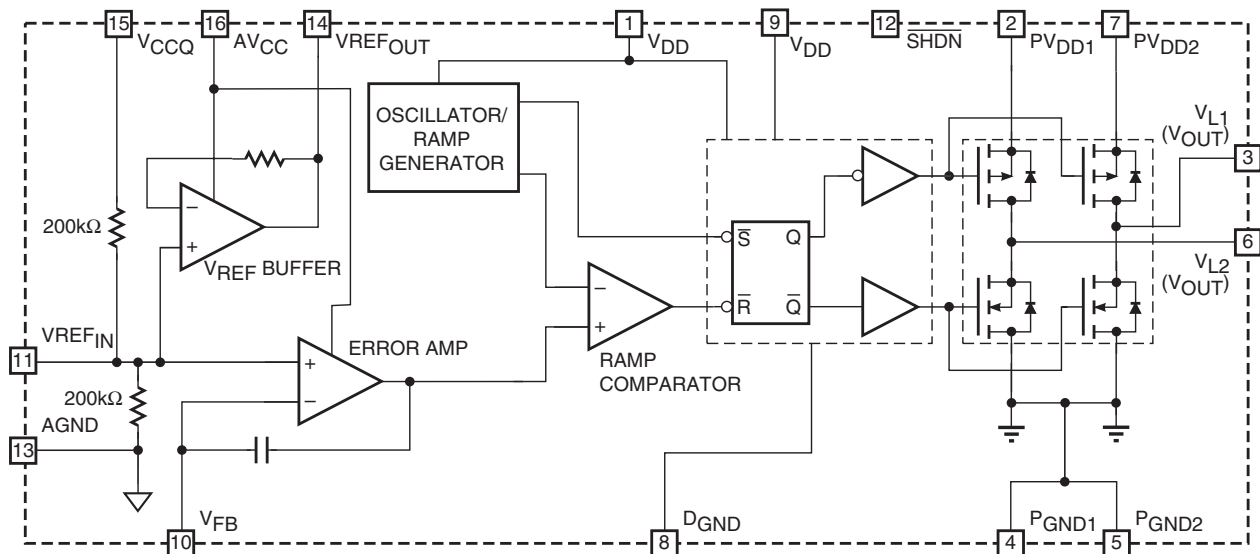 15
16
14
1
9
12
2
7
VCCQ
AVCC
VREFOUT
VDD
VDD
SHDN
PVDD1
PVDD2
OSCILLATOR/
RAMP
GENERATOR
VL1
(VOUT)
3
200kΩ
−
+
VREF BUFFER
S
Q
R
Q
6
VL2
(VOUT)
−
+
RAMP
COMPARATOR
VREFIN
11
ERROR AMP
+
−
200kΩ
AGND
13
VFB
10
DGND
8
PGND1
4
PGND2
5